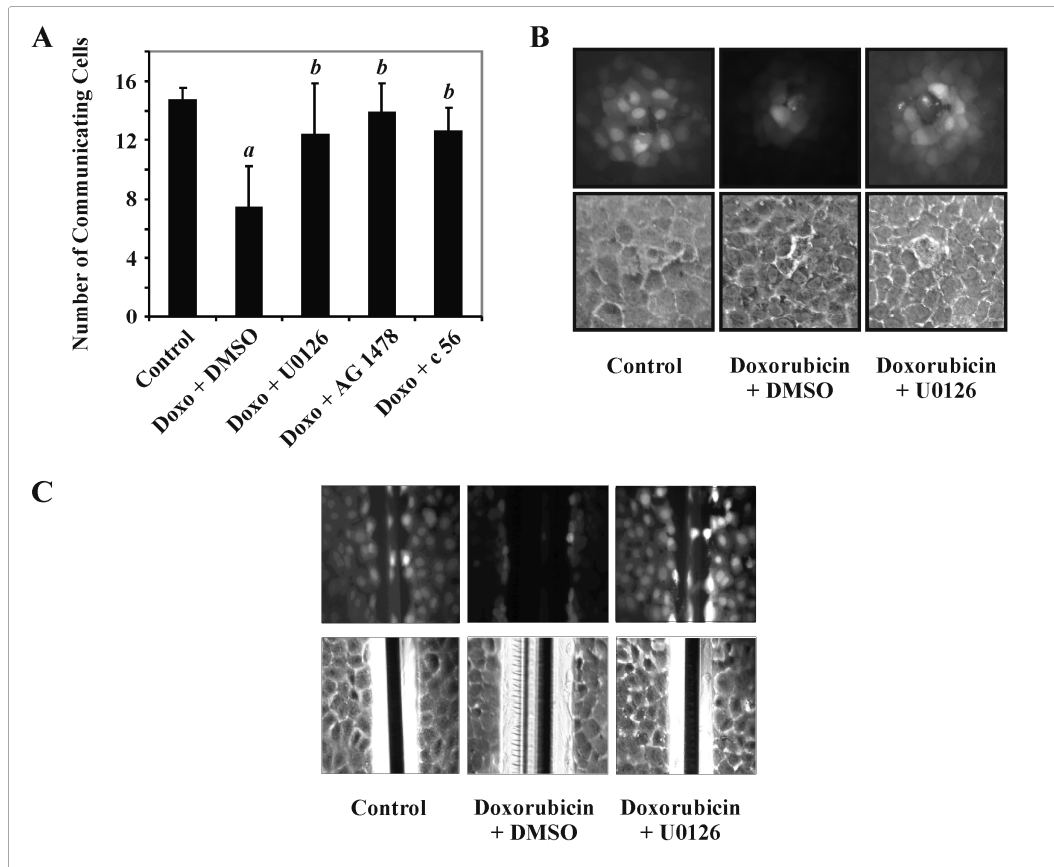 A
Number of Communicating Cells
16
12
8
4
0
a
b
b
b
Control
Doxo + DMSO
Doxo + U0126
Doxo + AG 1478
Doxo + c 56
B
Control
Doxorubicin
+ DMSO
Doxorubicin
+ U0126
C
Control
Doxorubicin
+ DMSO
Doxorubicin
+ U0126